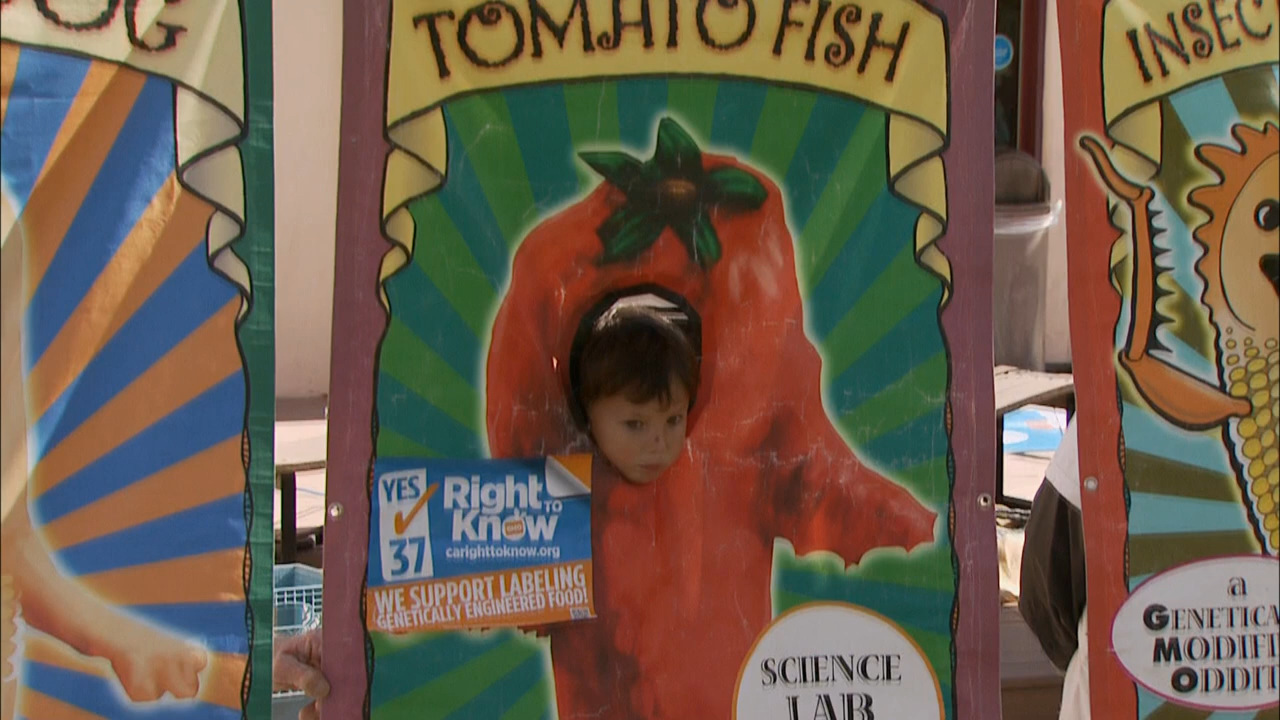 OG
TOMATO FISH
INSEC
YES
37
Right
TO
Know
carighttoknow.org
WE SUPPORT LABELING
GENETICALLY ENGINEERED FOOD!
SCIENCE
LAB
a
GENETICA
MODIFI
ODDIT